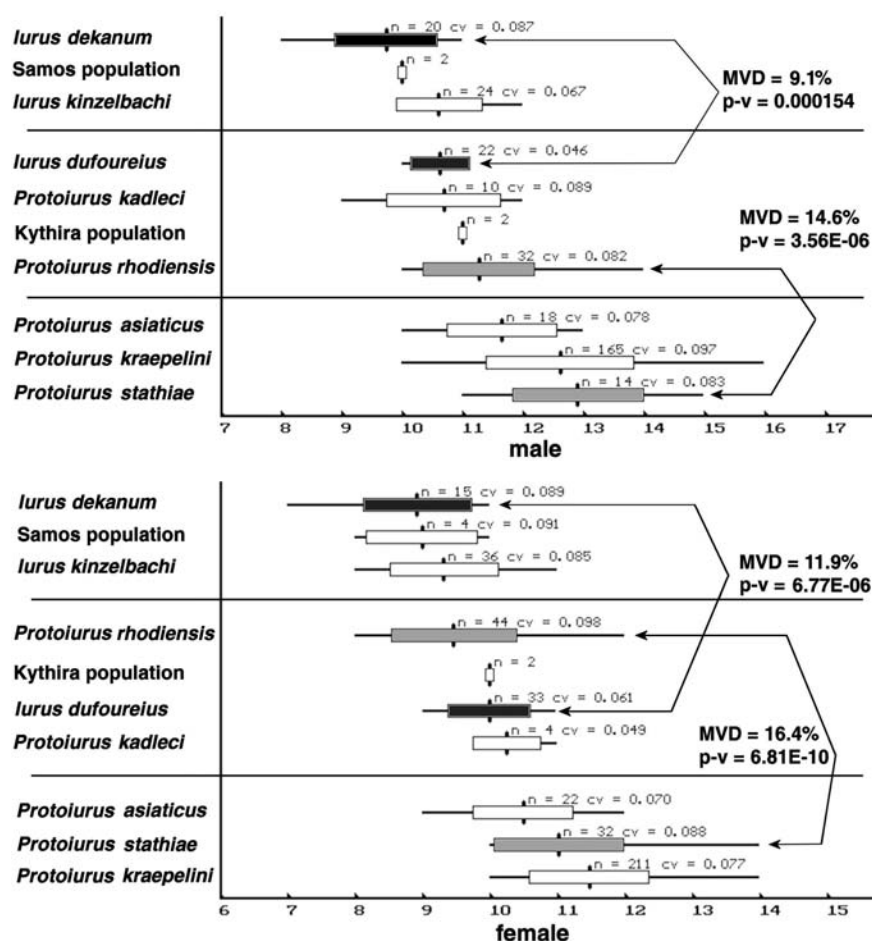 Iurus dekanum n = 20 cv = 0.087
Samos population n = 2
Iurus kinzelbachi n = 24 cv = 0.067
MVD = 9.1%
p-v = 0.000154
Iurus dufoureius n = 22 cv = 0.046
Protoiurus kadleci n = 10 cv = 0.089
Kythira population n = 2
Protoiurus rhodiensis n = 32 cv = 0.082
MVD = 14.6%
p-v = 3.56E-06
Protoiurus asiaticus n = 18 cv = 0.078
Protoiurus kraepelini n = 165 cv = 0.097
Protoiurus stathiae n = 14 cv = 0.083
7 8 9 10 11 12 13 14 15 16 17
male
Iurus dekanum n = 15 cv = 0.089
Samos population n = 4 cv = 0.091
Iurus kinzelbachi n = 36 cv = 0.085
MVD = 11.9%
p-v = 6.77E-06
Protoiurus rhodiensis n = 44 cv = 0.098
Kythira population n = 2
Iurus dufoureius n = 33 cv = 0.061
Protoiurus kadleci n = 4 cv = 0.049
MVD = 16.4%
p-v = 6.81E-10
Protoiurus asiaticus n = 22 cv = 0.070
Protoiurus stathiae n = 32 cv = 0.088
Protoiurus kraepelini n = 211 cv = 0.077
6 7 8 9 10 11 12 13 14 15
female